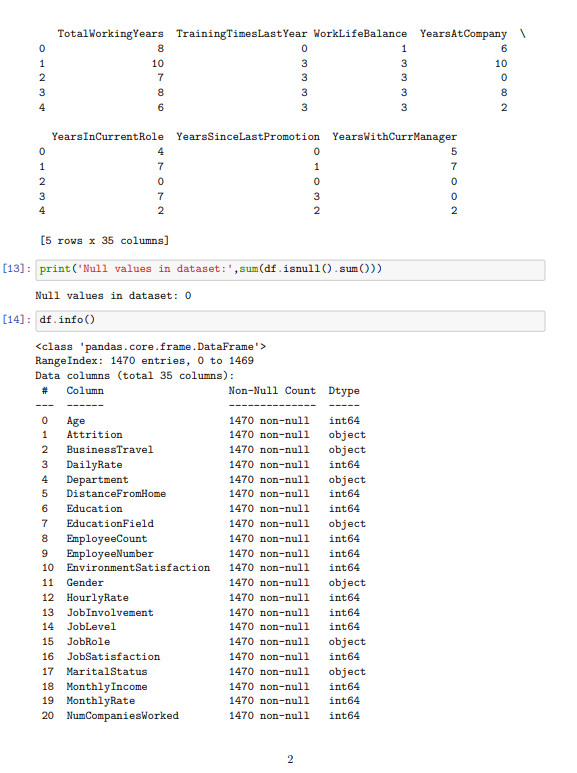 TotalWorkingYears TrainingTimesLastYear WorkLifeBalance YearsAtCompany \
0 8 0 1 6
1 10 3 3 10
2 7 3 3 0
3 8 3 3 8
4 6 3 3 2
YearsInCurrentRole YearsSinceLastPromotion YearsWithCurrManager
0 4 0 5
1 7 1 7
2 0 0 0
3 7 3 0
4 2 2 2
[5 rows x 35 columns]
[13]: print('Null values in dataset:',sum(df.isnull().sum()))
Null values in dataset: 0
[14]: df.info()
<class 'pandas.core.frame.DataFrame'>
RangeIndex: 1470 entries, 0 to 1469
Data columns (total 35 columns):
# Column Non-Null Count Dtype
--- ------ -------------- -----
0 Age 1470 non-null int64
1 Attrition 1470 non-null object
2 BusinessTravel 1470 non-null object
3 DailyRate 1470 non-null int64
4 Department 1470 non-null object
5 DistanceFromHome 1470 non-null int64
6 Education 1470 non-null int64
7 EducationField 1470 non-null object
8 EmployeeCount 1470 non-null int64
9 EmployeeNumber 1470 non-null int64
10 EnvironmentSatisfaction 1470 non-null int64
11 Gender 1470 non-null object
12 HourlyRate 1470 non-null int64
13 JobInvolvement 1470 non-null int64
14 JobLevel 1470 non-null int64
15 JobRole 1470 non-null object
16 JobSatisfaction 1470 non-null int64
17 MaritalStatus 1470 non-null object
18 MonthlyIncome 1470 non-null int64
19 MonthlyRate 1470 non-null int64
20 NumCompaniesWorked 1470 non-null int64
2